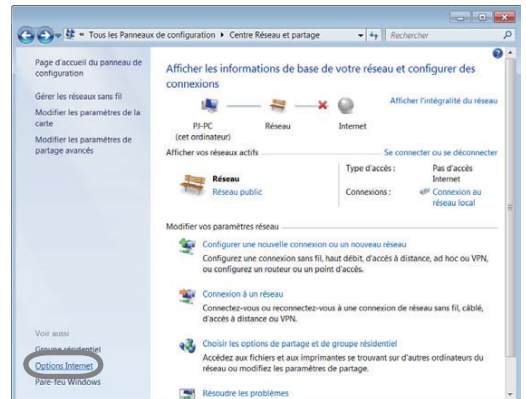 « Tous les Panneaux de configuration ▸ Centre Réseau et partage
Rechercher
Page d'accueil du panneau de
configuration
Gérer les réseaux sans fil
Modifier les paramètres de la
carte
Modifier les paramètres de
partage avancés
Voir aussi
Groupe résidentiel
Options Internet
Pare-feu Windows
Afficher les informations de base de votre réseau et configurer des
connexions
Afficher l'intégralité du réseau
PJ-PC
(cet ordinateur)
Réseau
Internet
Afficher vos réseaux actifs
Se connecter ou se déconnecter
Réseau
Réseau public
Type d'accès :
Pas d'accès
Internet
Connexions :
Connexion au
réseau local
Modifier vos paramètres réseau
Configurer une nouvelle connexion ou un nouveau réseau
Configurez une connexion sans fil, haut débit, d'accès à distance, ad hoc ou VPN,
ou configurez un routeur ou un point d'accès.
Connexion à un réseau
Connectez-vous ou reconnectez-vous à une connexion de réseau sans fil, câblé,
d'accès à distance ou VPN.
Choisir les options de partage et de groupe résidentiel
Accédez aux fichiers et aux imprimantes se trouvant sur d'autres ordinateurs du
réseau ou modifiez les paramètres de partage.
Résoudre les problèmes